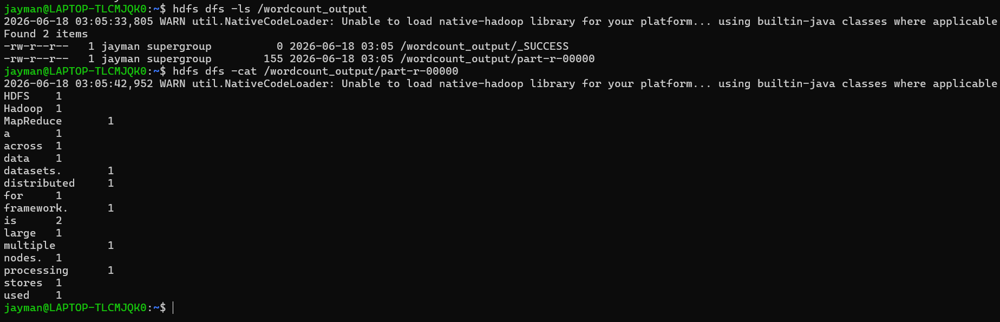 jayman@LAPTOP-TLCMJQK0:~$ hdfs dfs -ls /wordcount_output
2026-06-18 03:05:33,805 WARN util.NativeCodeLoader: Unable to load native-hadoop library for your platform... using builtin-java classes where applicable
Found 2 items
-rw-r--r--   1 jayman supergroup          0 2026-06-18 03:05 /wordcount_output/_SUCCESS
-rw-r--r--   1 jayman supergroup        155 2026-06-18 03:05 /wordcount_output/part-r-00000
jayman@LAPTOP-TLCMJQK0:~$ hdfs dfs -cat /wordcount_output/part-r-00000
2026-06-18 03:05:42,952 WARN util.NativeCodeLoader: Unable to load native-hadoop library for your platform... using builtin-java classes where applicable
HDFS    1
Hadoop  1
MapReduce       1
a       1
across  1
data    1
datasets.       1
distributed     1
for     1
framework.      1
is      2
large   1
multiple        1
nodes.  1
processing      1
stores  1
used    1
jayman@LAPTOP-TLCMJQK0:~$